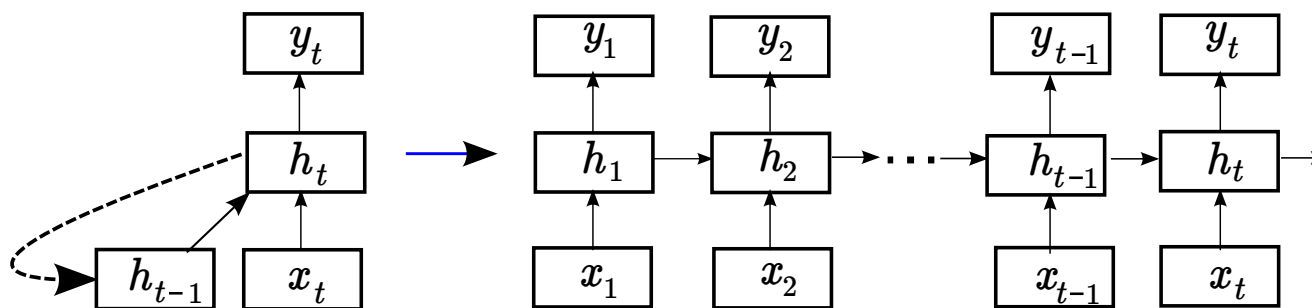 y_t y_1 y_2 y_{t-1} y_t
h_t h_1 h_2 ... h_{t-1} h_t
h_{t-1} x_t x_1 x_2 x_{t-1} x_t